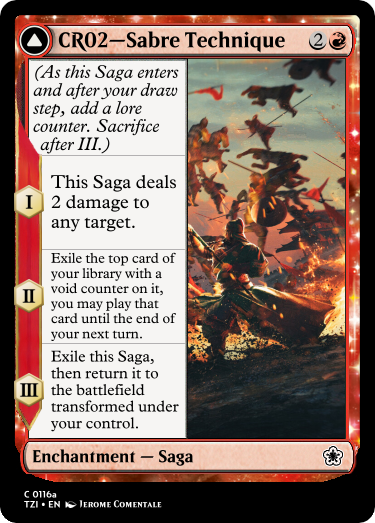 CR02—Sabre Technique 2
(As this Saga enters
and after your draw
step, add a lore
counter. Sacrifice
after III.)
I
This Saga deals
2 damage to
any target.
II
Exile the top card of
your library with a
void counter on it,
you may play that
card until the end of
your next turn.
III
Exile this Saga,
then return it to
the battlefield
transformed under
your control.
Enchantment — Saga
C 0116a
TZI • EN Jerome Comentale